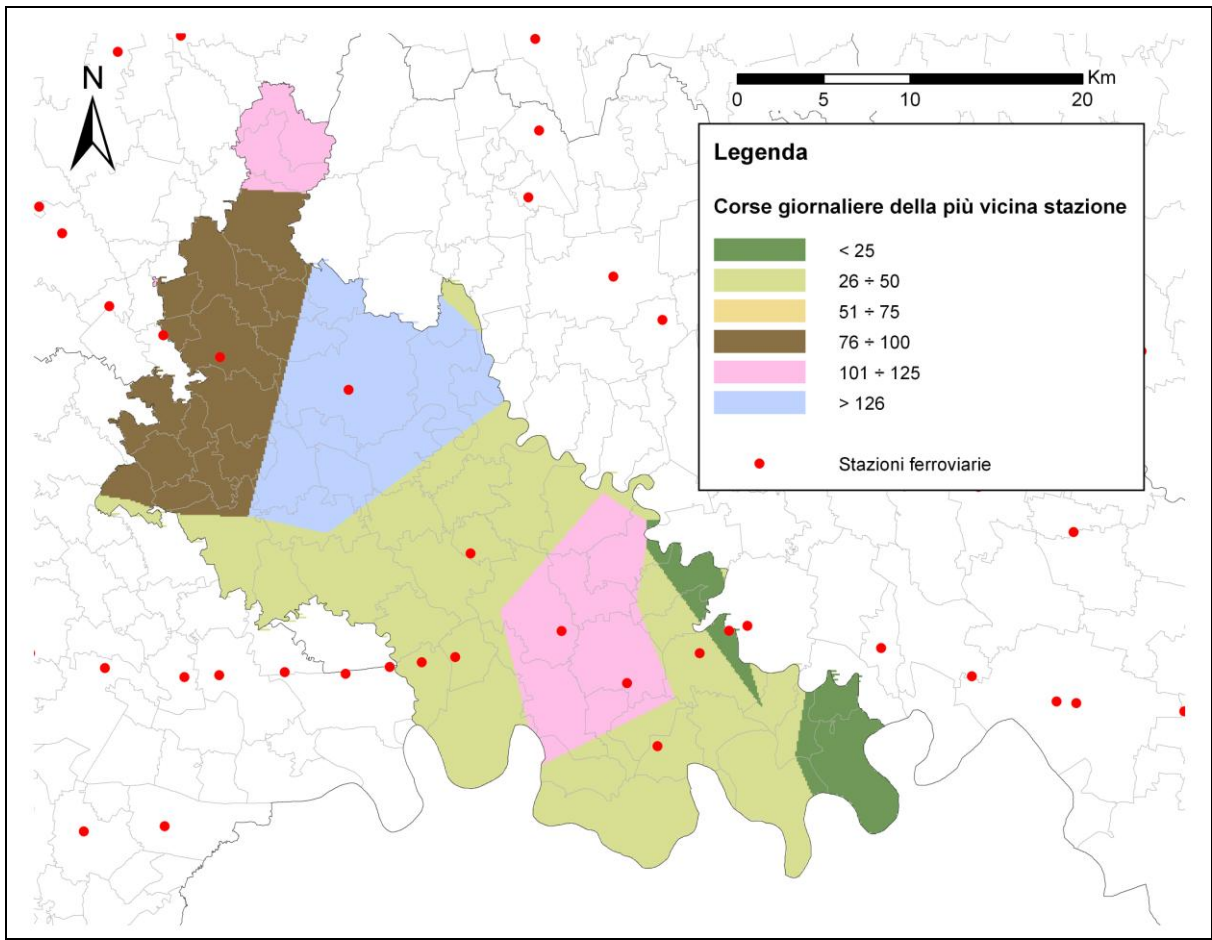 N
Km
0 5 10 20
Legenda
Corse giornaliere della più vicina stazione
< 25
26 ÷ 50
51 ÷ 75
76 ÷ 100
101 ÷ 125
> 126
Stazioni ferroviarie